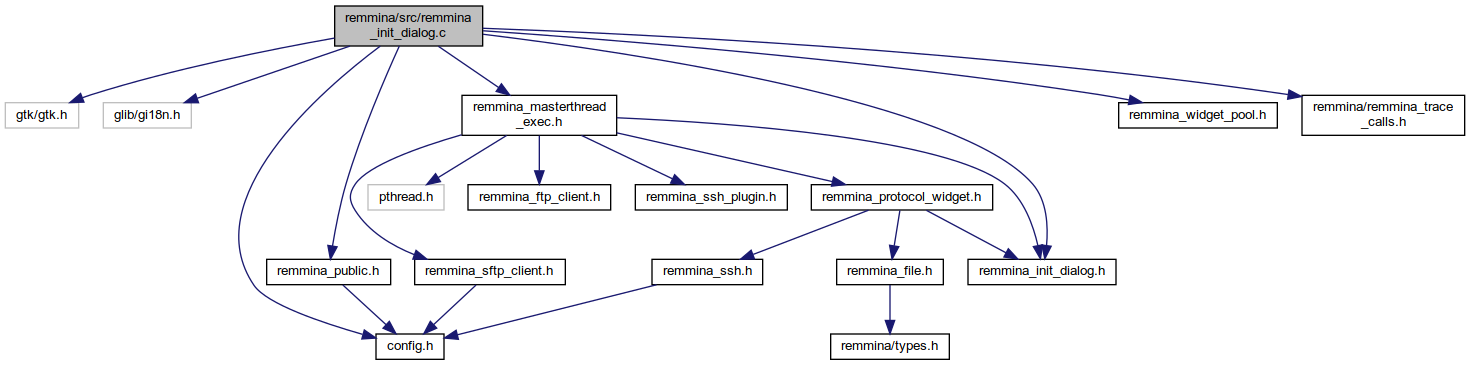 remmina/src/remmina
_init_dialog.c
gtk/gtk.h
glib/gi18n.h
remmina_masterthread
_exec.h
remmina_widget_pool.h
remmina/remmina_trace
_calls.h
pthread.h
remmina_ftp_client.h
remmina_ssh_plugin.h
remmina_protocol_widget.h
remmina_public.h
remmina_sftp_client.h
remmina_ssh.h
remmina_file.h
remmina_init_dialog.h
config.h
remmina/types.h